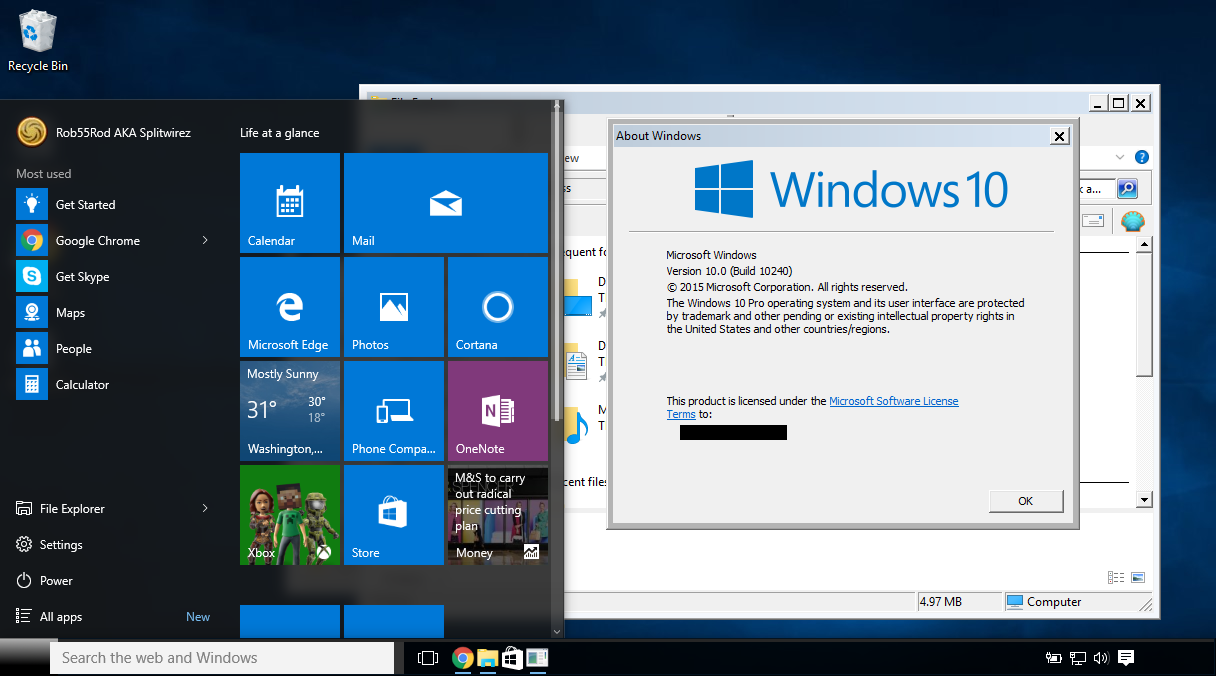 Recycle Bin
Rob55Rod AKA Splitwirez
Most used
Get Started
Google Chrome
Get Skype
Maps
People
Calculator
File Explorer
Settings
Power
All apps
New
Life at a glance
Calendar
Mail
Microsoft Edge
Photos
Cortana
Mostly Sunny
31°
30°
18°
Washington,...
Phone Compa...
OneNote
Xbox
Store
M&S to carry
out radical
price cutting
plan
Money
About Windows
Windows 10
Microsoft Windows
Version 10.0 (Build 10240)
© 2015 Microsoft Corporation. All rights reserved.
The Windows 10 Pro operating system and its user interface are protected
by trademark and other pending or existing intellectual property rights in
the United States and other countries/regions.
This product is licensed under the Microsoft Software License
Terms to:
OK
4.97 MB
Computer
Search the web and Windows